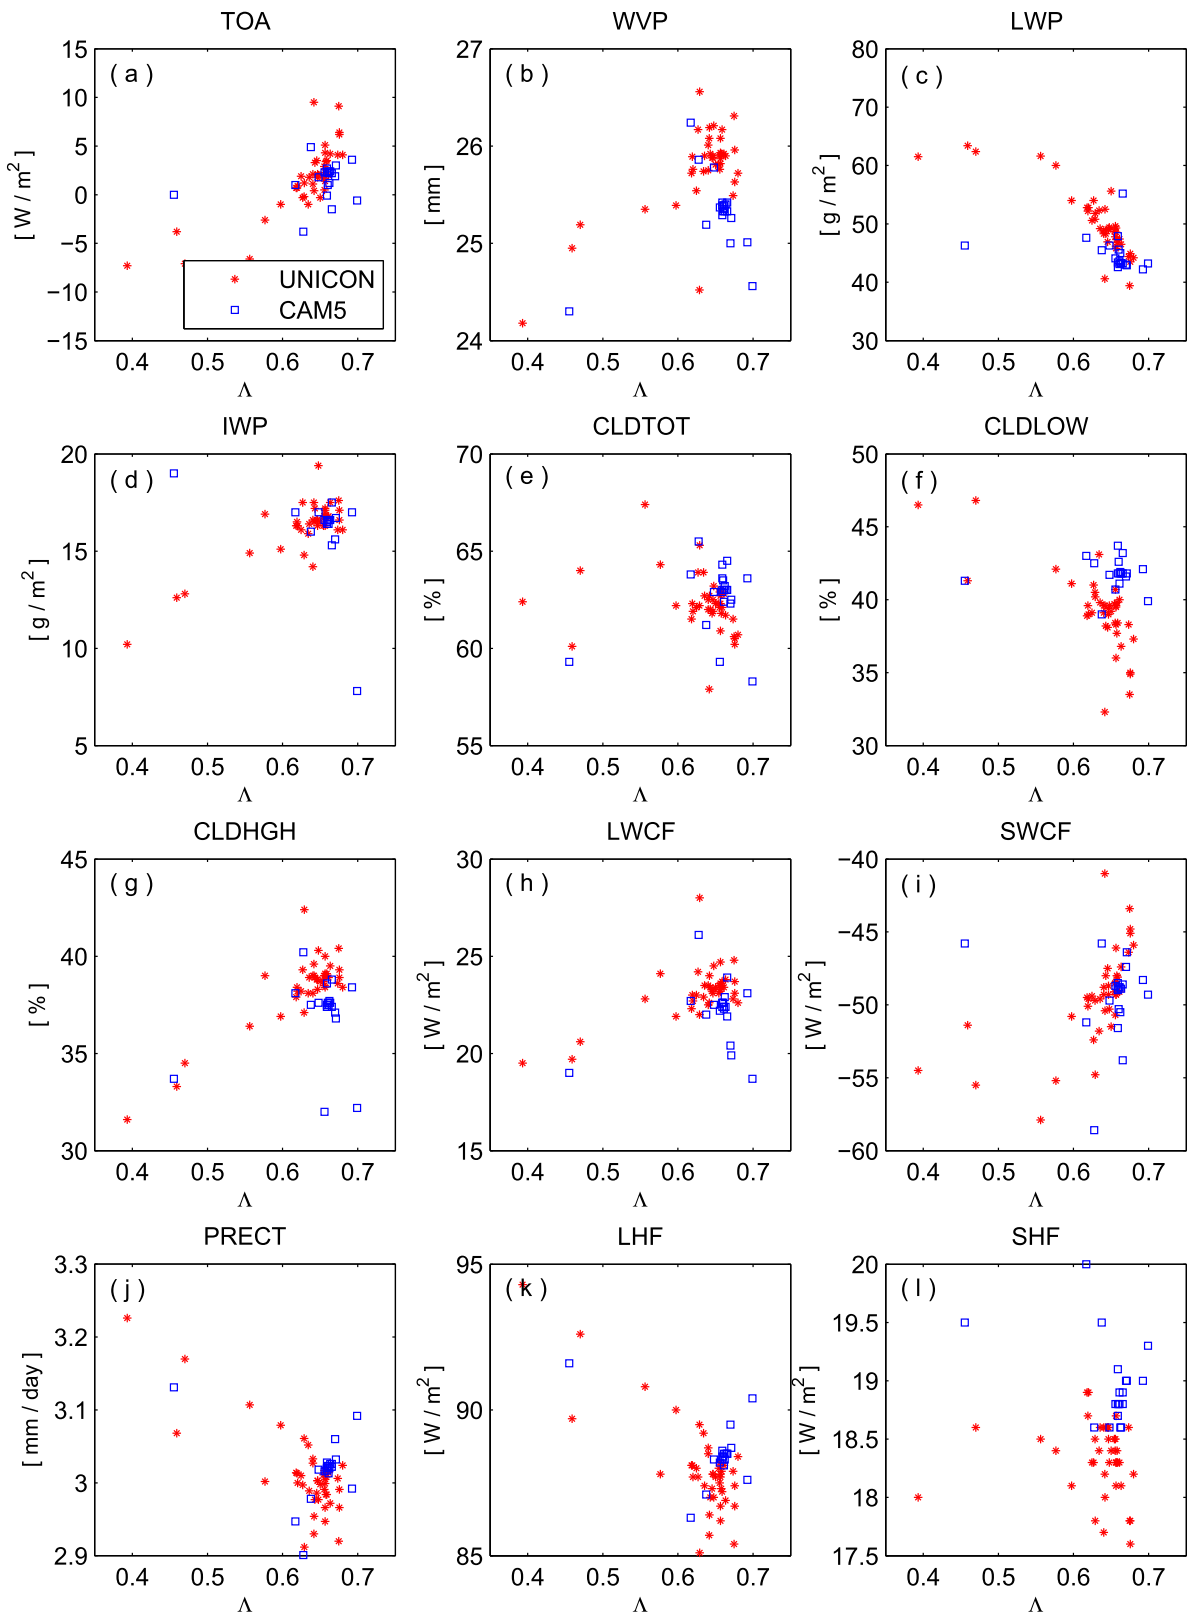 TOA WVP LWP
( a ) ( b ) ( c )
15 10 5 0 −5 −10 −15
[ W / m² ]
UNICON
CAM5
0.4 0.5 0.6 0.7
Λ
27 26 25 24
[ mm ]
0.4 0.5 0.6 0.7
Λ
80 70 60 50 40 30
[ g / m² ]
0.4 0.5 0.6 0.7
Λ
IWP CLDTOT CLDLOW
( d ) ( e ) ( f )
20 15 10 5
[ g / m² ]
0.4 0.5 0.6 0.7
Λ
70 65 60 55
[ % ]
0.4 0.5 0.6 0.7
Λ
50 45 40 35 30
[ % ]
0.4 0.5 0.6 0.7
Λ
CLDHGH LWCF SWCF
( g ) ( h ) ( i )
45 40 35 30
[ % ]
0.4 0.5 0.6 0.7
Λ
30 25 20 15
[ W / m² ]
0.4 0.5 0.6 0.7
Λ
−40 −45 −50 −55 −60
[ W / m² ]
0.4 0.5 0.6 0.7
Λ
PRECT LHF SHF
( j ) ( k ) ( l )
3.3 3.2 3.1 3 2.9
[ mm / day ]
0.4 0.5 0.6 0.7
Λ
95 90 85
[ W / m² ]
0.4 0.5 0.6 0.7
Λ
20 19.5 19 18.5 18 17.5
[ W / m² ]
0.4 0.5 0.6 0.7
Λ